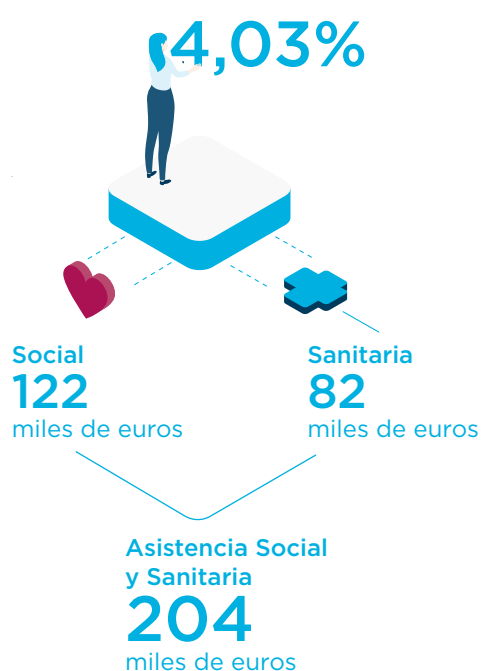 4,03%
Social
122
miles de euros
Sanitaria
82
miles de euros
Asistencia Social
y Sanitaria
204
miles de euros